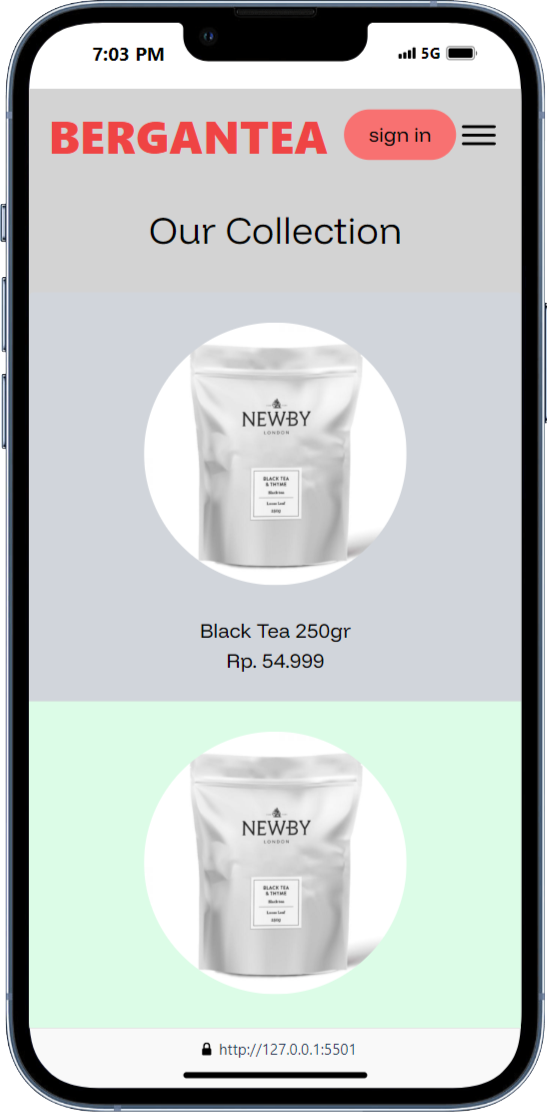 7:03 PM
5G
BERGANTEA
sign in
Our Collection
NEWBY
LONDON
BLACK TEA
& THYME
Black tea
Loose Leaf
250g
Black Tea 250gr
Rp. 54.999
NEWBY
LONDON
BLACK TEA
& THYME
Black tea
Loose Leaf
250g
http://127.0.0.1:5501